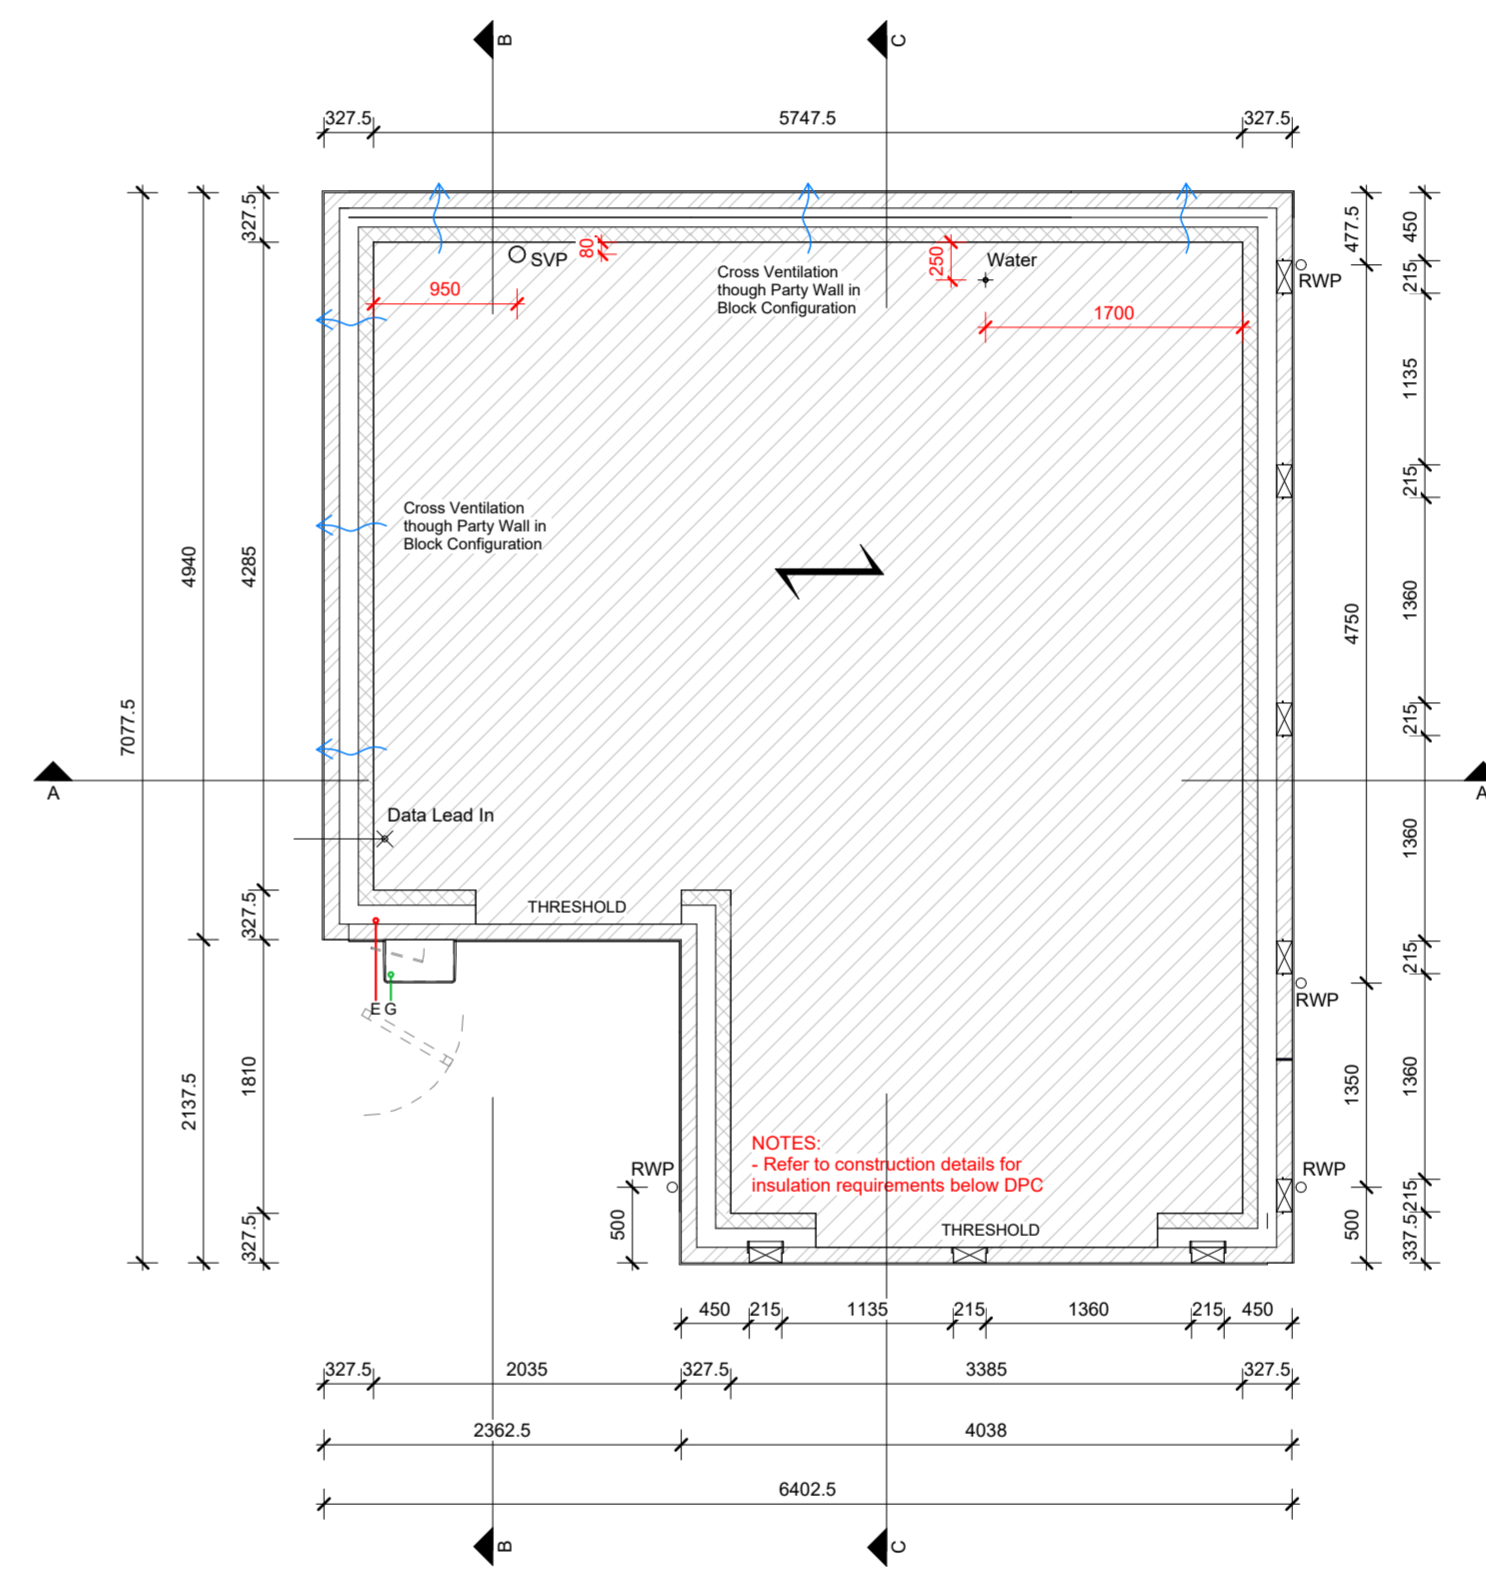 B
C
327.5
5747.5
327.5
327.5
477.5
450
SVP
80
250
Water
Cross Ventilation
though Party Wall in
Block Configuration
RWP
215
950
1700
1135
215
Cross Ventilation
though Party Wall in
Block Configuration
4940
4285
1360
4750
7077.5
215
A
A
Data Lead In
1360
327.5
THRESHOLD
215
E G
RWP
2137.5
1810
1350
1360
NOTES:
- Refer to construction details for
insulation requirements below DPC
RWP
RWP
215
500
THRESHOLD
327.5
500
337.5
450
215
1135
215
1360
215
450
327.5
2035
327.5
3385
327.5
2362.5
4038
6402.5
B
C